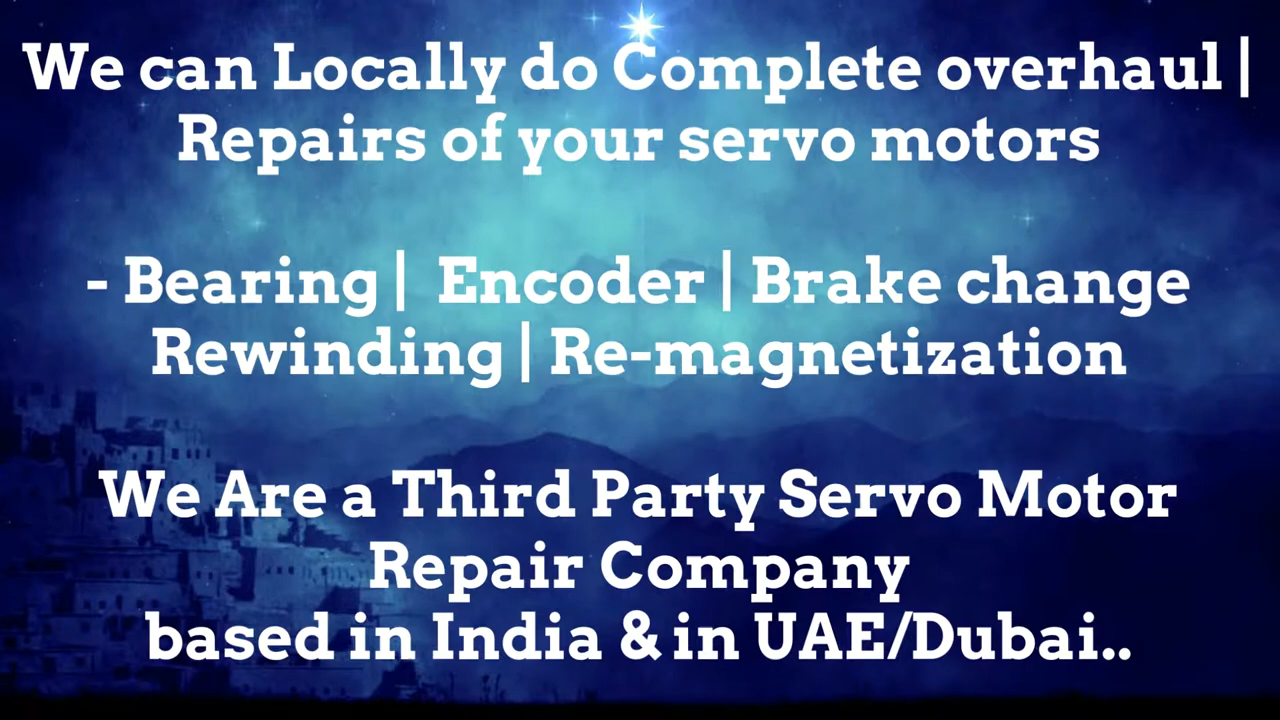 We can Locally do Complete overhaul |
Repairs of your servo motors
- Bearing | Encoder | Brake change
Rewinding | Re-magnetization
We Are a Third Party Servo Motor
Repair Company
based in India & in UAE/Dubai..